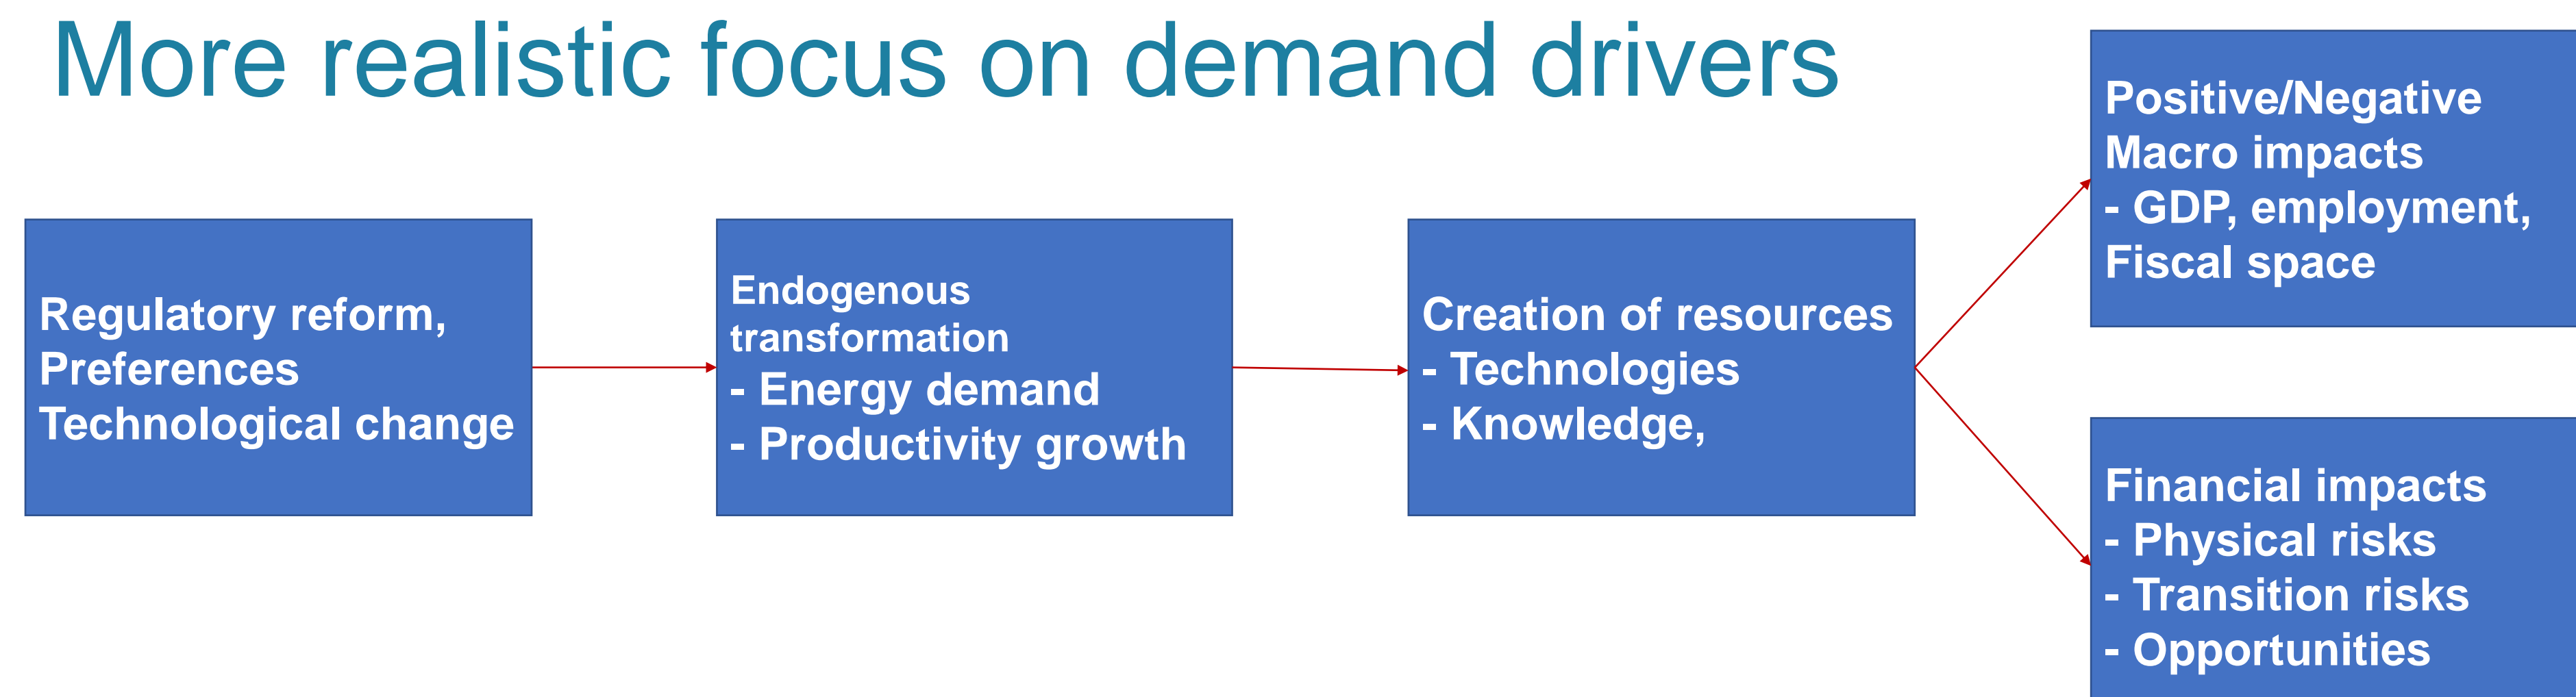 More realistic focus on demand drivers
Regulatory reform,
Preferences
Technological change
Endogenous
transformation
- Energy demand
- Productivity growth
Creation of resources
- Technologies
- Knowledge,
Positive/Negative
Macro impacts
- GDP, employment,
Fiscal space
Financial impacts
- Physical risks
- Transition risks
- Opportunities